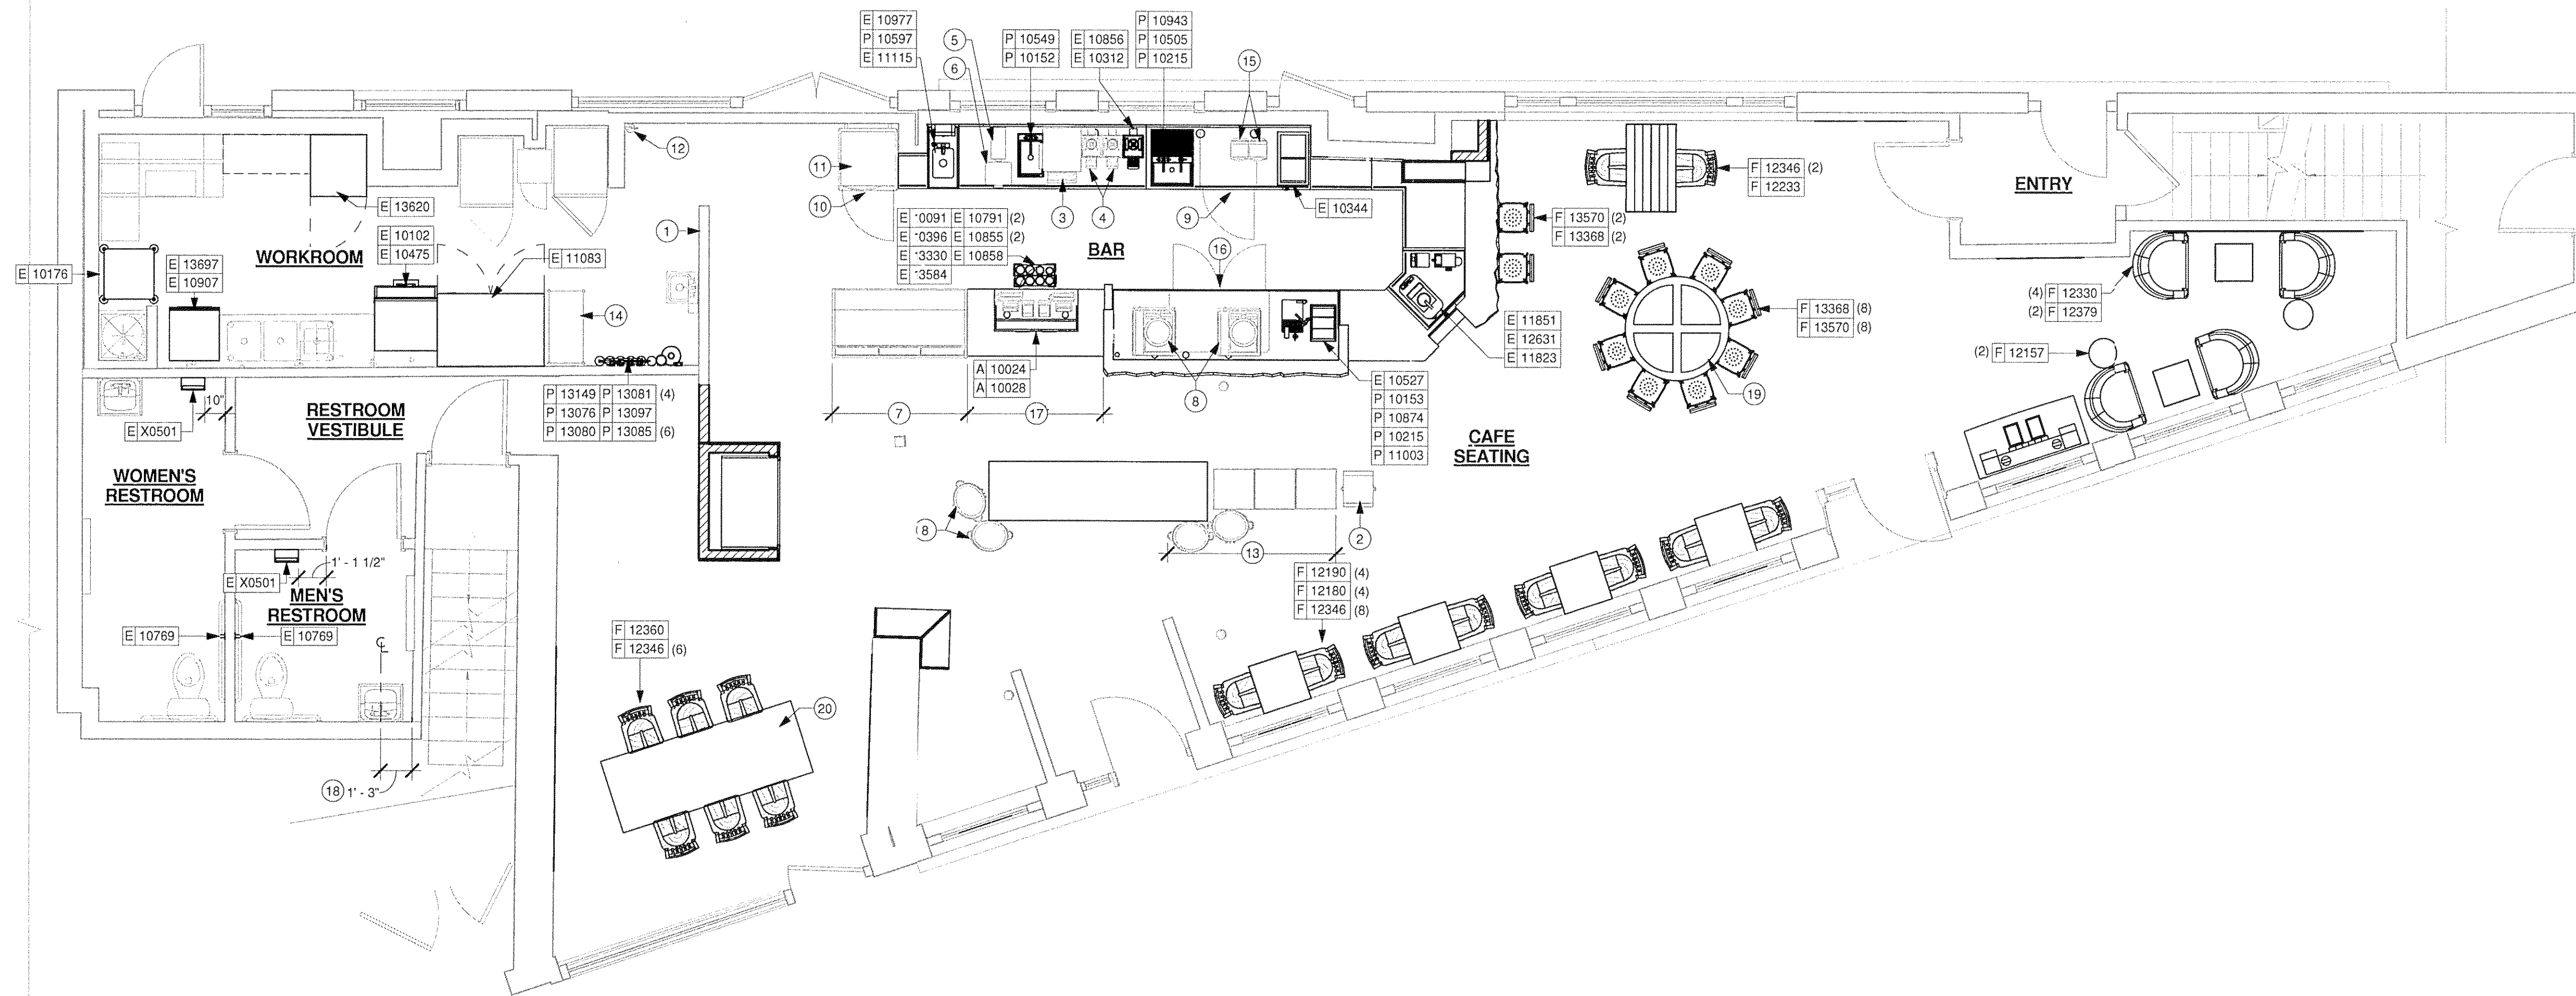 E 10977
P 10597
E 11115
5
6
P 10549
P 10152
E 10856
E 10312
P 10943
P 10505
P 10215
15
12
11
10
3
4
9
E 10344
F 12346 (2)
F 12233
ENTRY
E 13620
E 10102
E 10475
WORKROOM
E 11083
E 10176
E 13697
E 10907
1
14
E -0091 E 10791 (2)
E -0396 E 10855 (2)
E -3330 E 10858
E -3584
BAR
16
F 13570 (2)
F 13368 (2)
F 13368 (8)
F 13570 (8)
(4) F 12330
(2) F 12379
E 11851
E 12631
E 11823
(2) F 12157
A 10024
A 10028
8
19
7
17
E 10527
P 10153
P 10874
P 10215
P 11003
P 13149 P 13081 (4)
P 13076 P 13097
P 13080 P 13085 (6)
10"
E X0501
RESTROOM
VESTIBULE
CAFE
SEATING
WOMEN'S
RESTROOM
8
13
2
1' - 1 1/2"
E X0501
MEN'S
RESTROOM
F 12190 (4)
F 12180 (4)
F 12346 (8)
E 10769
E 10769
F 12360
F 12346 (6)
20
18 1' - 3"